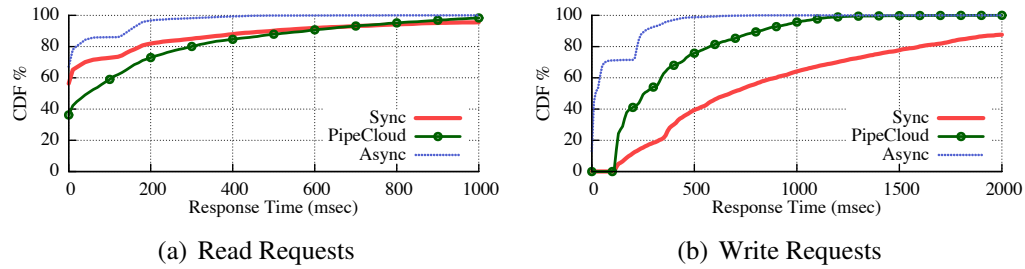 100
80
60
40
20
0
CDF %
0 200 400 600 800 1000
Response Time (msec)
Sync
PipeCloud
Async
(a) Read Requests
100
80
60
40
20
0
CDF %
0 500 1000 1500 2000
Response Time (msec)
Sync
PipeCloud
Async
(b) Write Requests